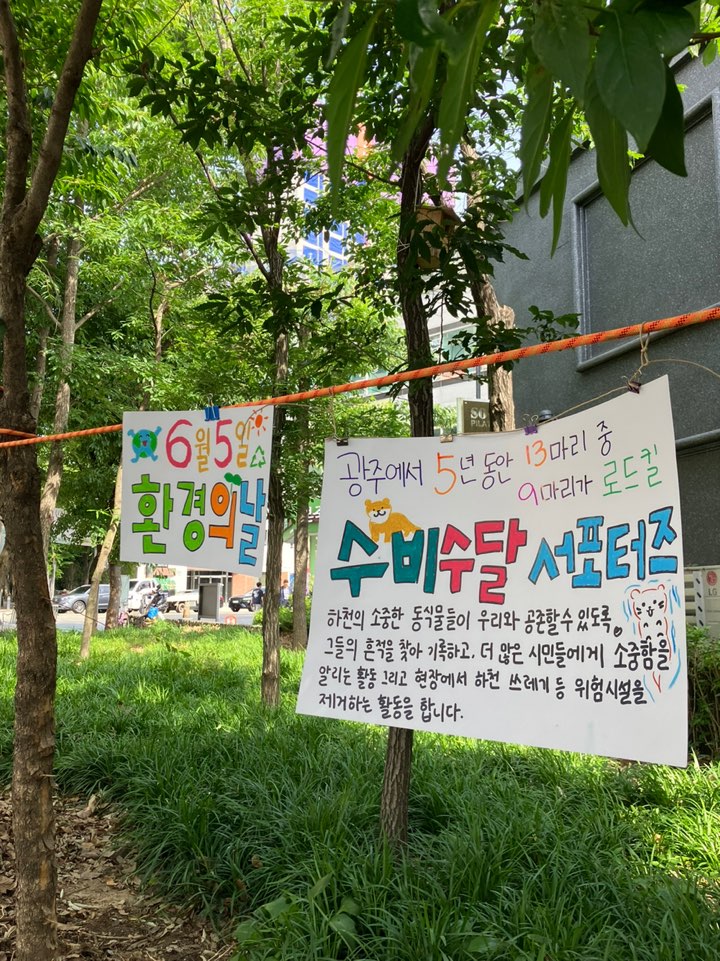 6월5일
환경의날
광주에서 5년동안 13마리 중
9마리가 로드킬
수비수달 서포터즈
하천의 소중한 동식물들이 우리와 공존할수 있도록
그들의 흔적을 찾아 기록하고, 더 많은 시민들에게 소중함을
알리는 활동 그리고 현장에서 하천 쓰레기 등 위험시설을
제거하는 활동을 합니다.
LG